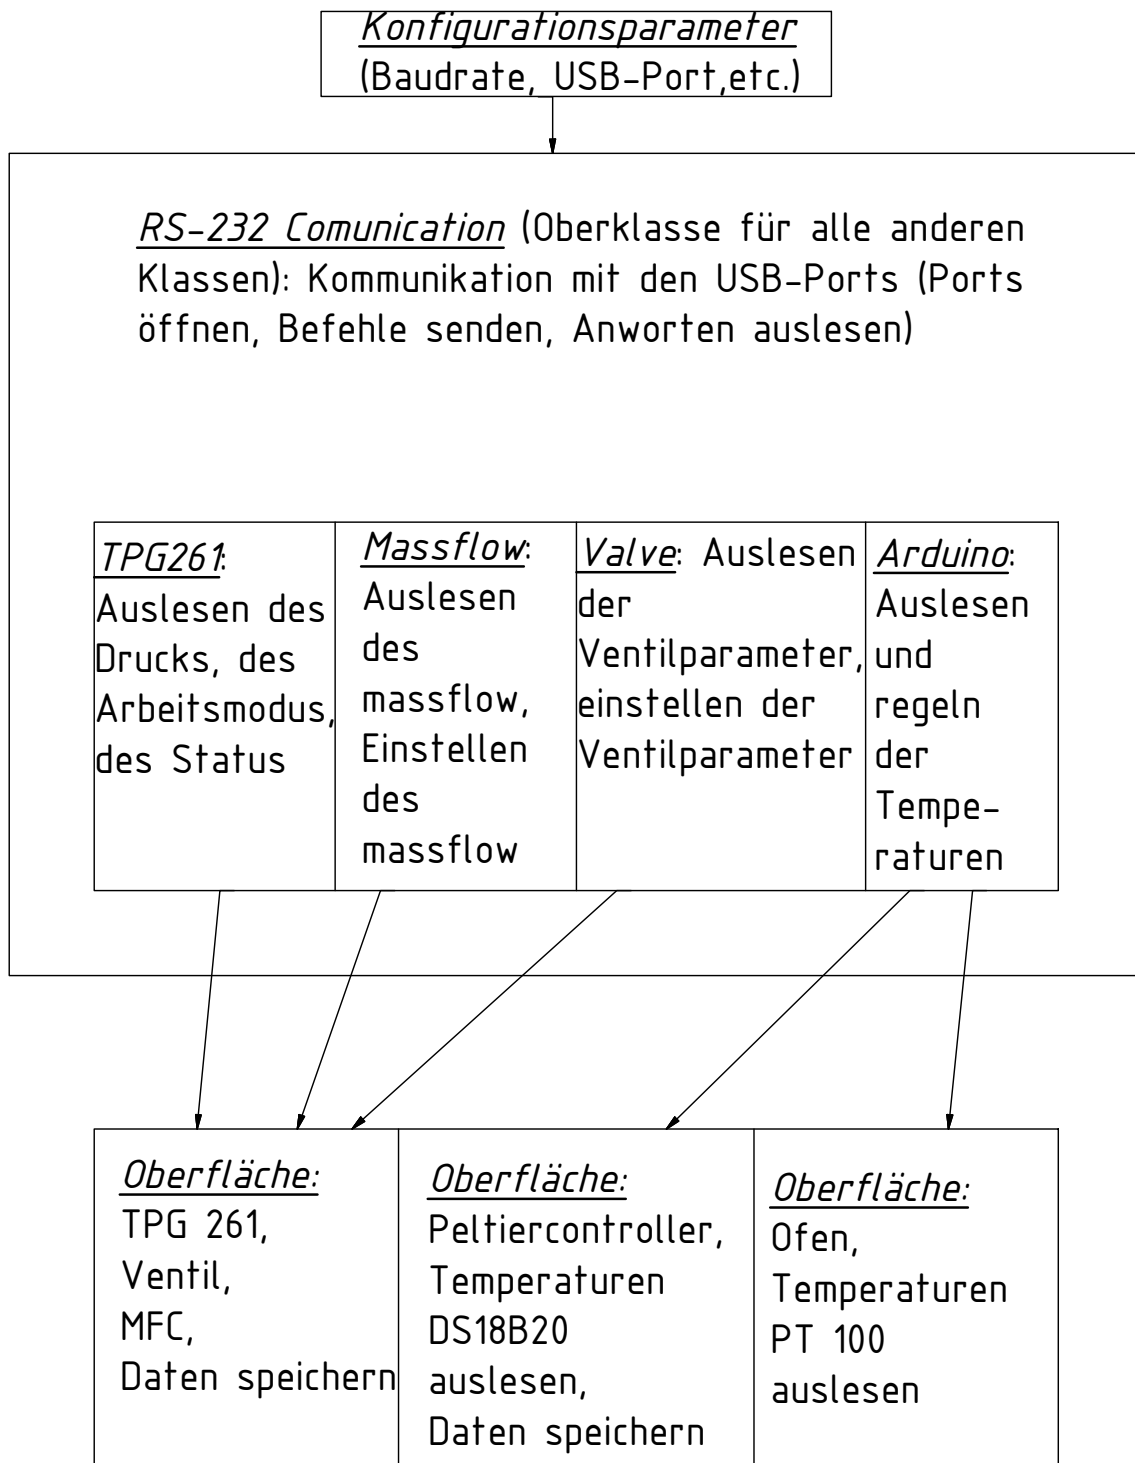 Konfigurationsparameter
(Baudrate, USB-Port,etc.)
RS-232 Comunication (Oberklasse für alle anderen
Klassen): Kommunikation mit den USB-Ports (Ports
öffnen, Befehle senden, Anworten auslesen)
TPG261:
Auslesen des
Drucks, des
Arbeitsmodus,
des Status
Massflow:
Auslesen
des
massflow,
Einstellen
des
massflow
Valve: Auslesen
der
Ventilparameter,
einstellen der
Ventilparameter
Arduino:
Auslesen
und
regeln
der
Tempe-
raturen
Oberfläche:
TPG 261,
Ventil,
MFC,
Daten speichern
Oberfläche:
Peltiercontroller,
Temperaturen
DS18B20
auslesen,
Daten speichern
Oberfläche:
Ofen,
Temperaturen
PT 100
auslesen